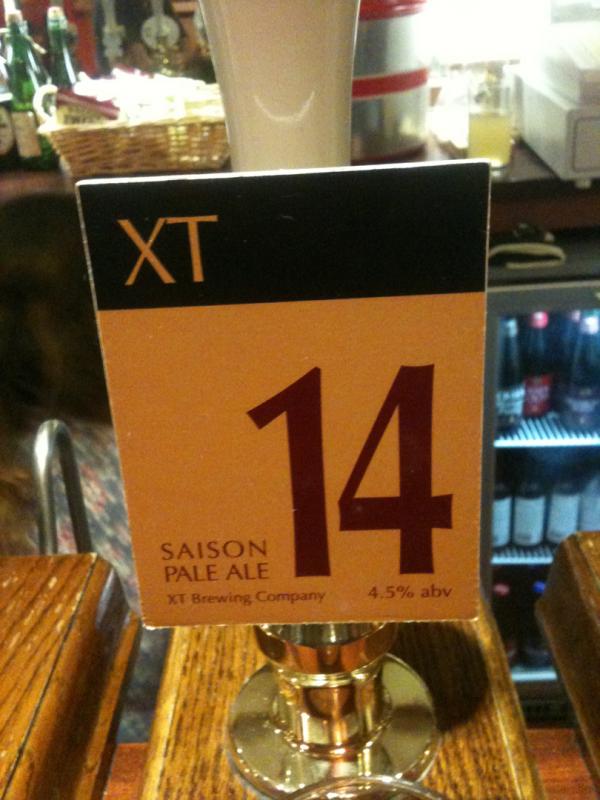 XT
14
SAISON
PALE ALE
XT Brewing Company
4.5% abv